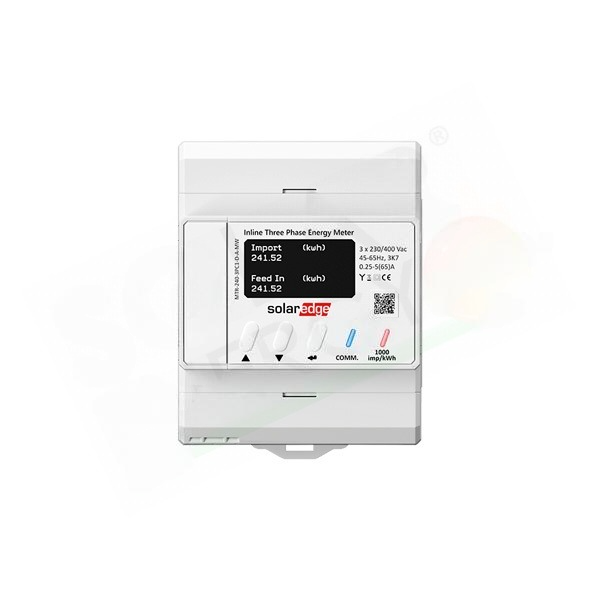 Inline Three Phase Energy Meter
MTR-240-3PC1-D-A-MW
Import (kwh)
241.52
Feed In (kwh)
241.52
3 x 230/400 Vac
45-65Hz, 3K7
0.25-5(65)A
CE
solaredge
COMM.
1000
imp/kWh
®